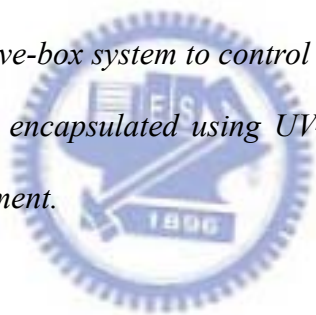 ve-box system to control
encapsulated using UV
ment.
1896